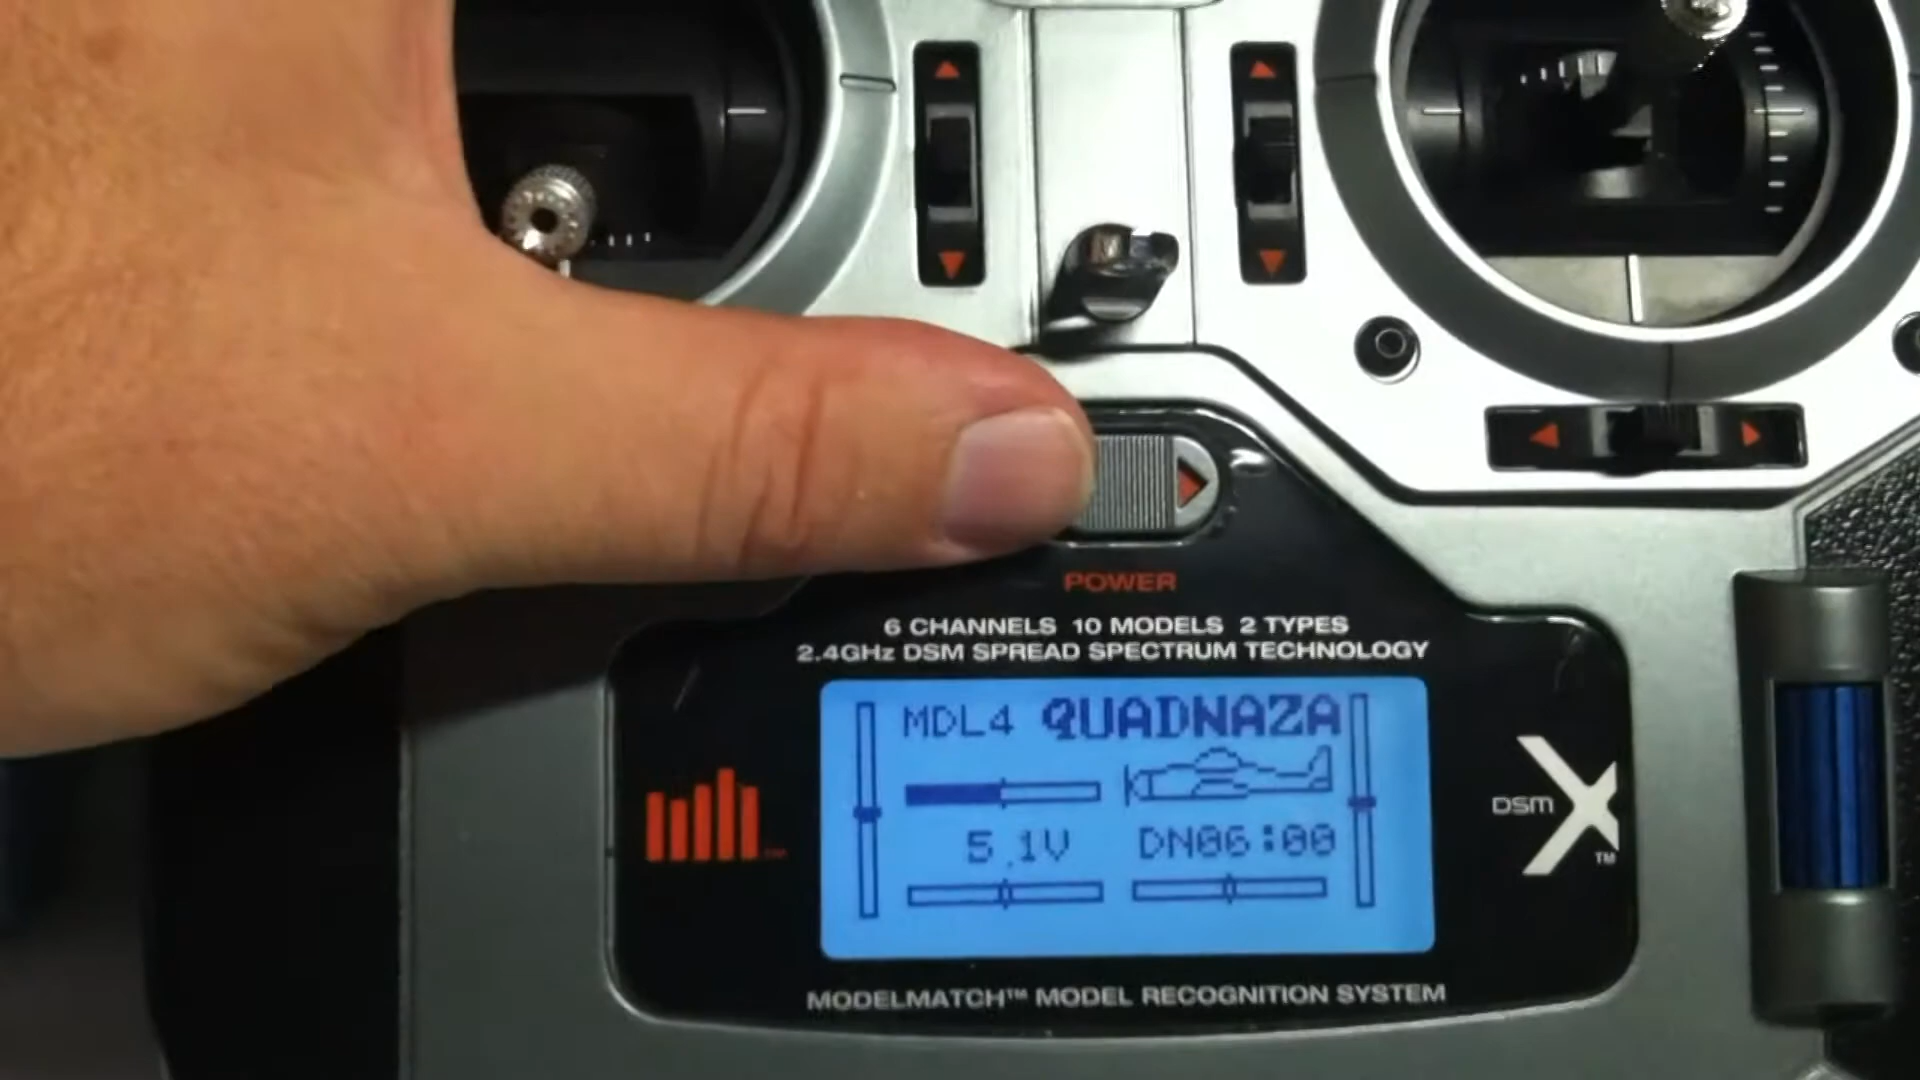 POWER
6 CHANNELS 10 MODELS 2 TYPES
2.4GHz DSM SPREAD SPECTRUM TECHNOLOGY
MDL4 QUADNAZA
5.1V DN06:00
DSM X™
MODELMATCH™ MODEL RECOGNITION SYSTEM